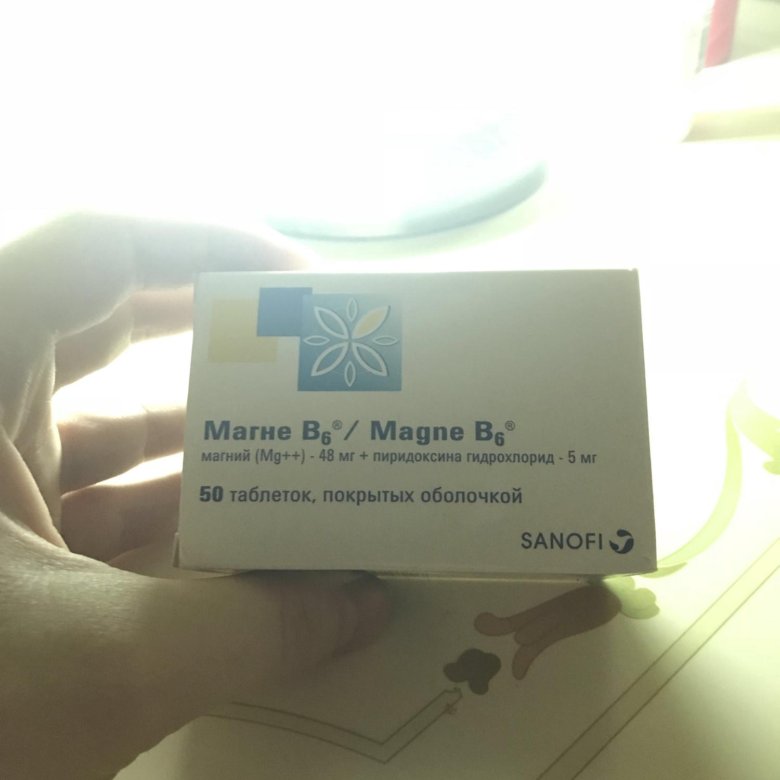 Магне B₆®/ Magne B₆®
магний (Mg++) - 48 мг + пиридоксина гидрохлорид - 5 мг
50 таблеток, покрытых оболочкой
SANOFI